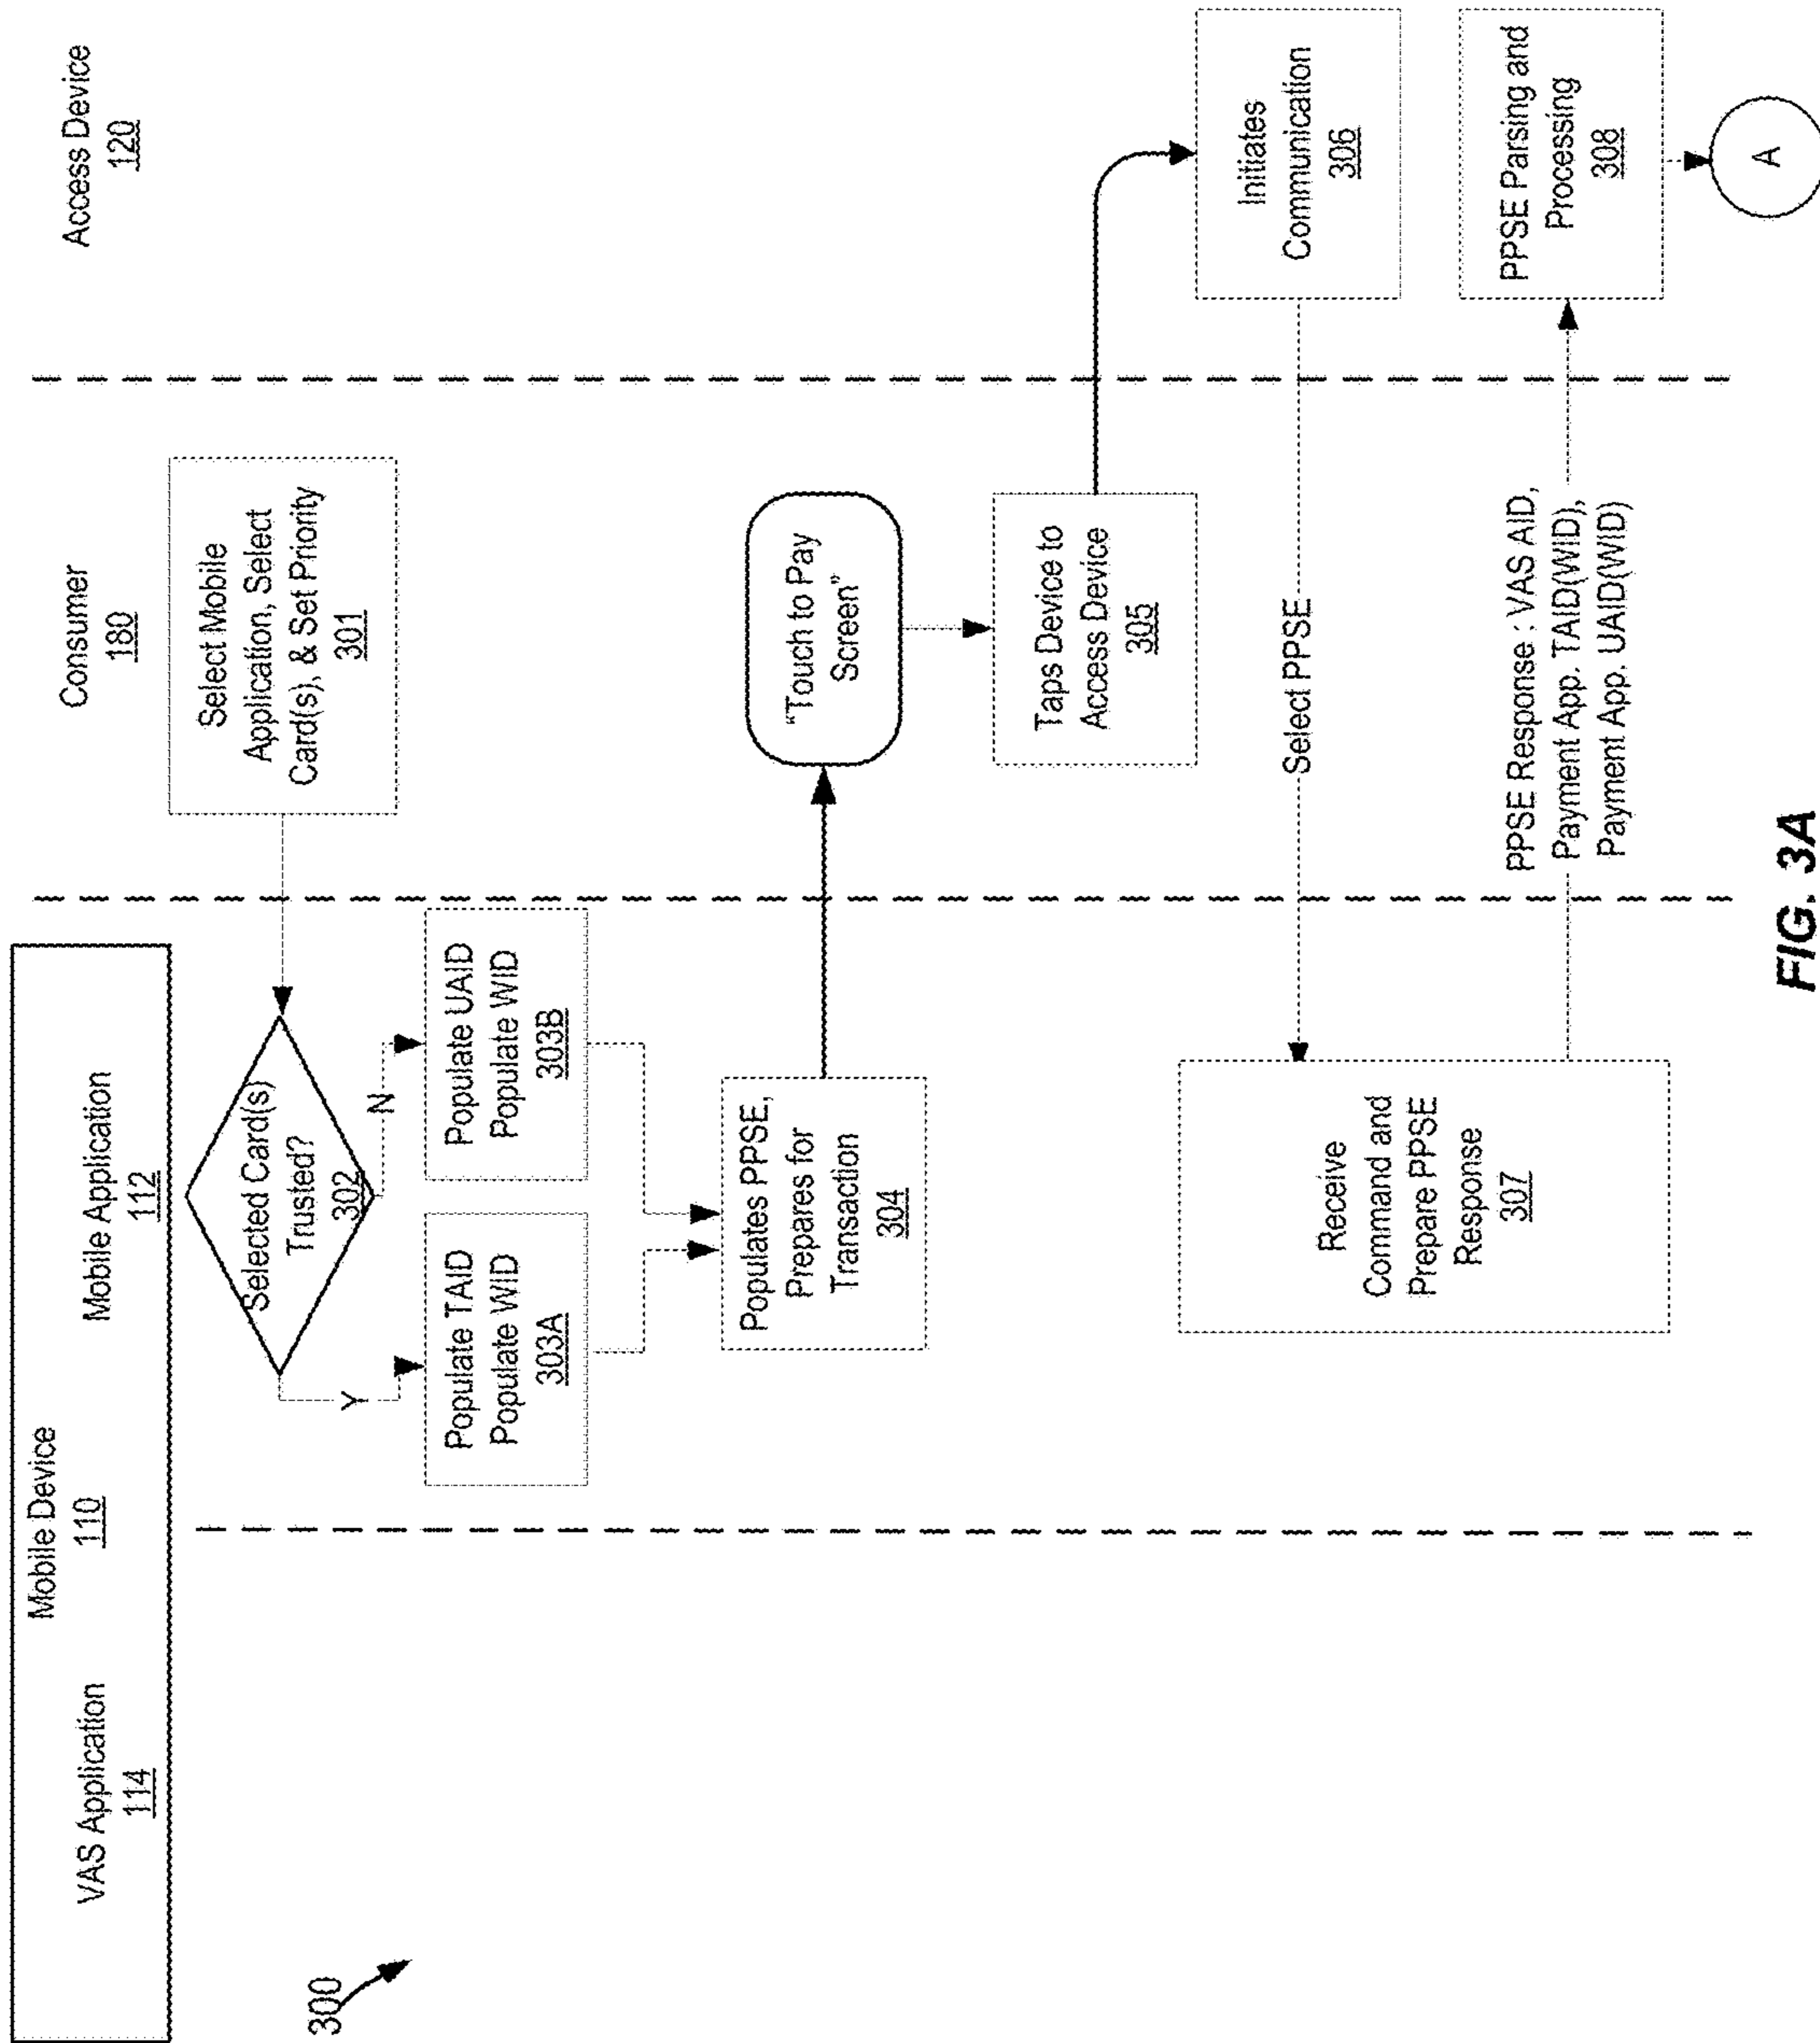 Mobile Device
110
VAS Application
114
Mobile Application
112
Consumer
180
Access Device
120
300
Select Mobile
Application, Select
Card(s), & Set Priority
301
Selected Card(s)
Trusted?
302
Y
N
Populate TAID
Populate WID
303A
Populate UAID
Populate WID
303B
Populates PPSE,
Prepares for
Transaction
304
“Touch to Pay
Screen”
Taps Device to
Access Device
305
Initiates
Communication
306
Select PPSE
Receive
Command and
Prepare PPSE
Response
307
PPSE Response : VAS AID,
Payment App. TAID(WID),
Payment App. UAID(WID)
PPSE Parsing and
Processing
308
A
FIG. 3A